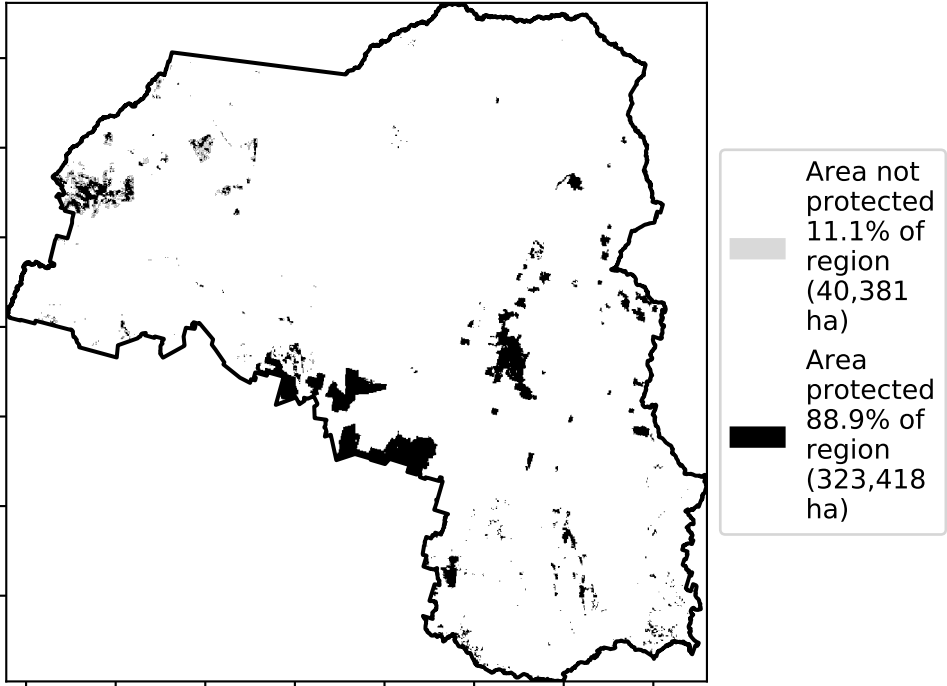 Area not
protected
11.1% of
region
(40,381
ha)
Area
protected
88.9% of
region
(323,418
ha)